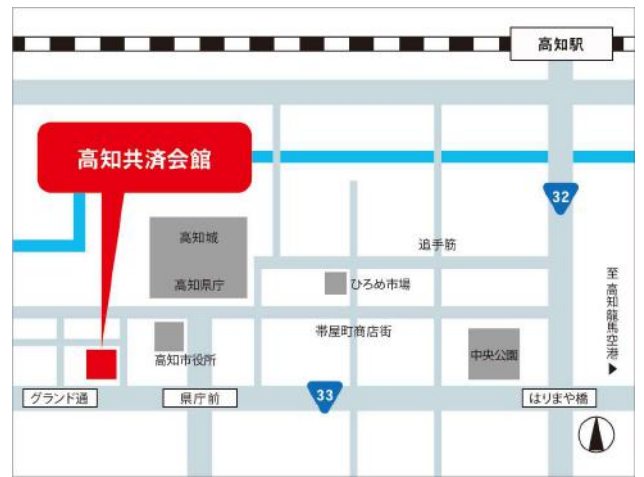 高知駅
高知共済会館
32
高知城
追手筋
高知県庁
ひろめ市場
至 高知龍馬空港▶
帯屋町商店街
高知市役所
中央公園
グランド通
県庁前
33
はりまや橋